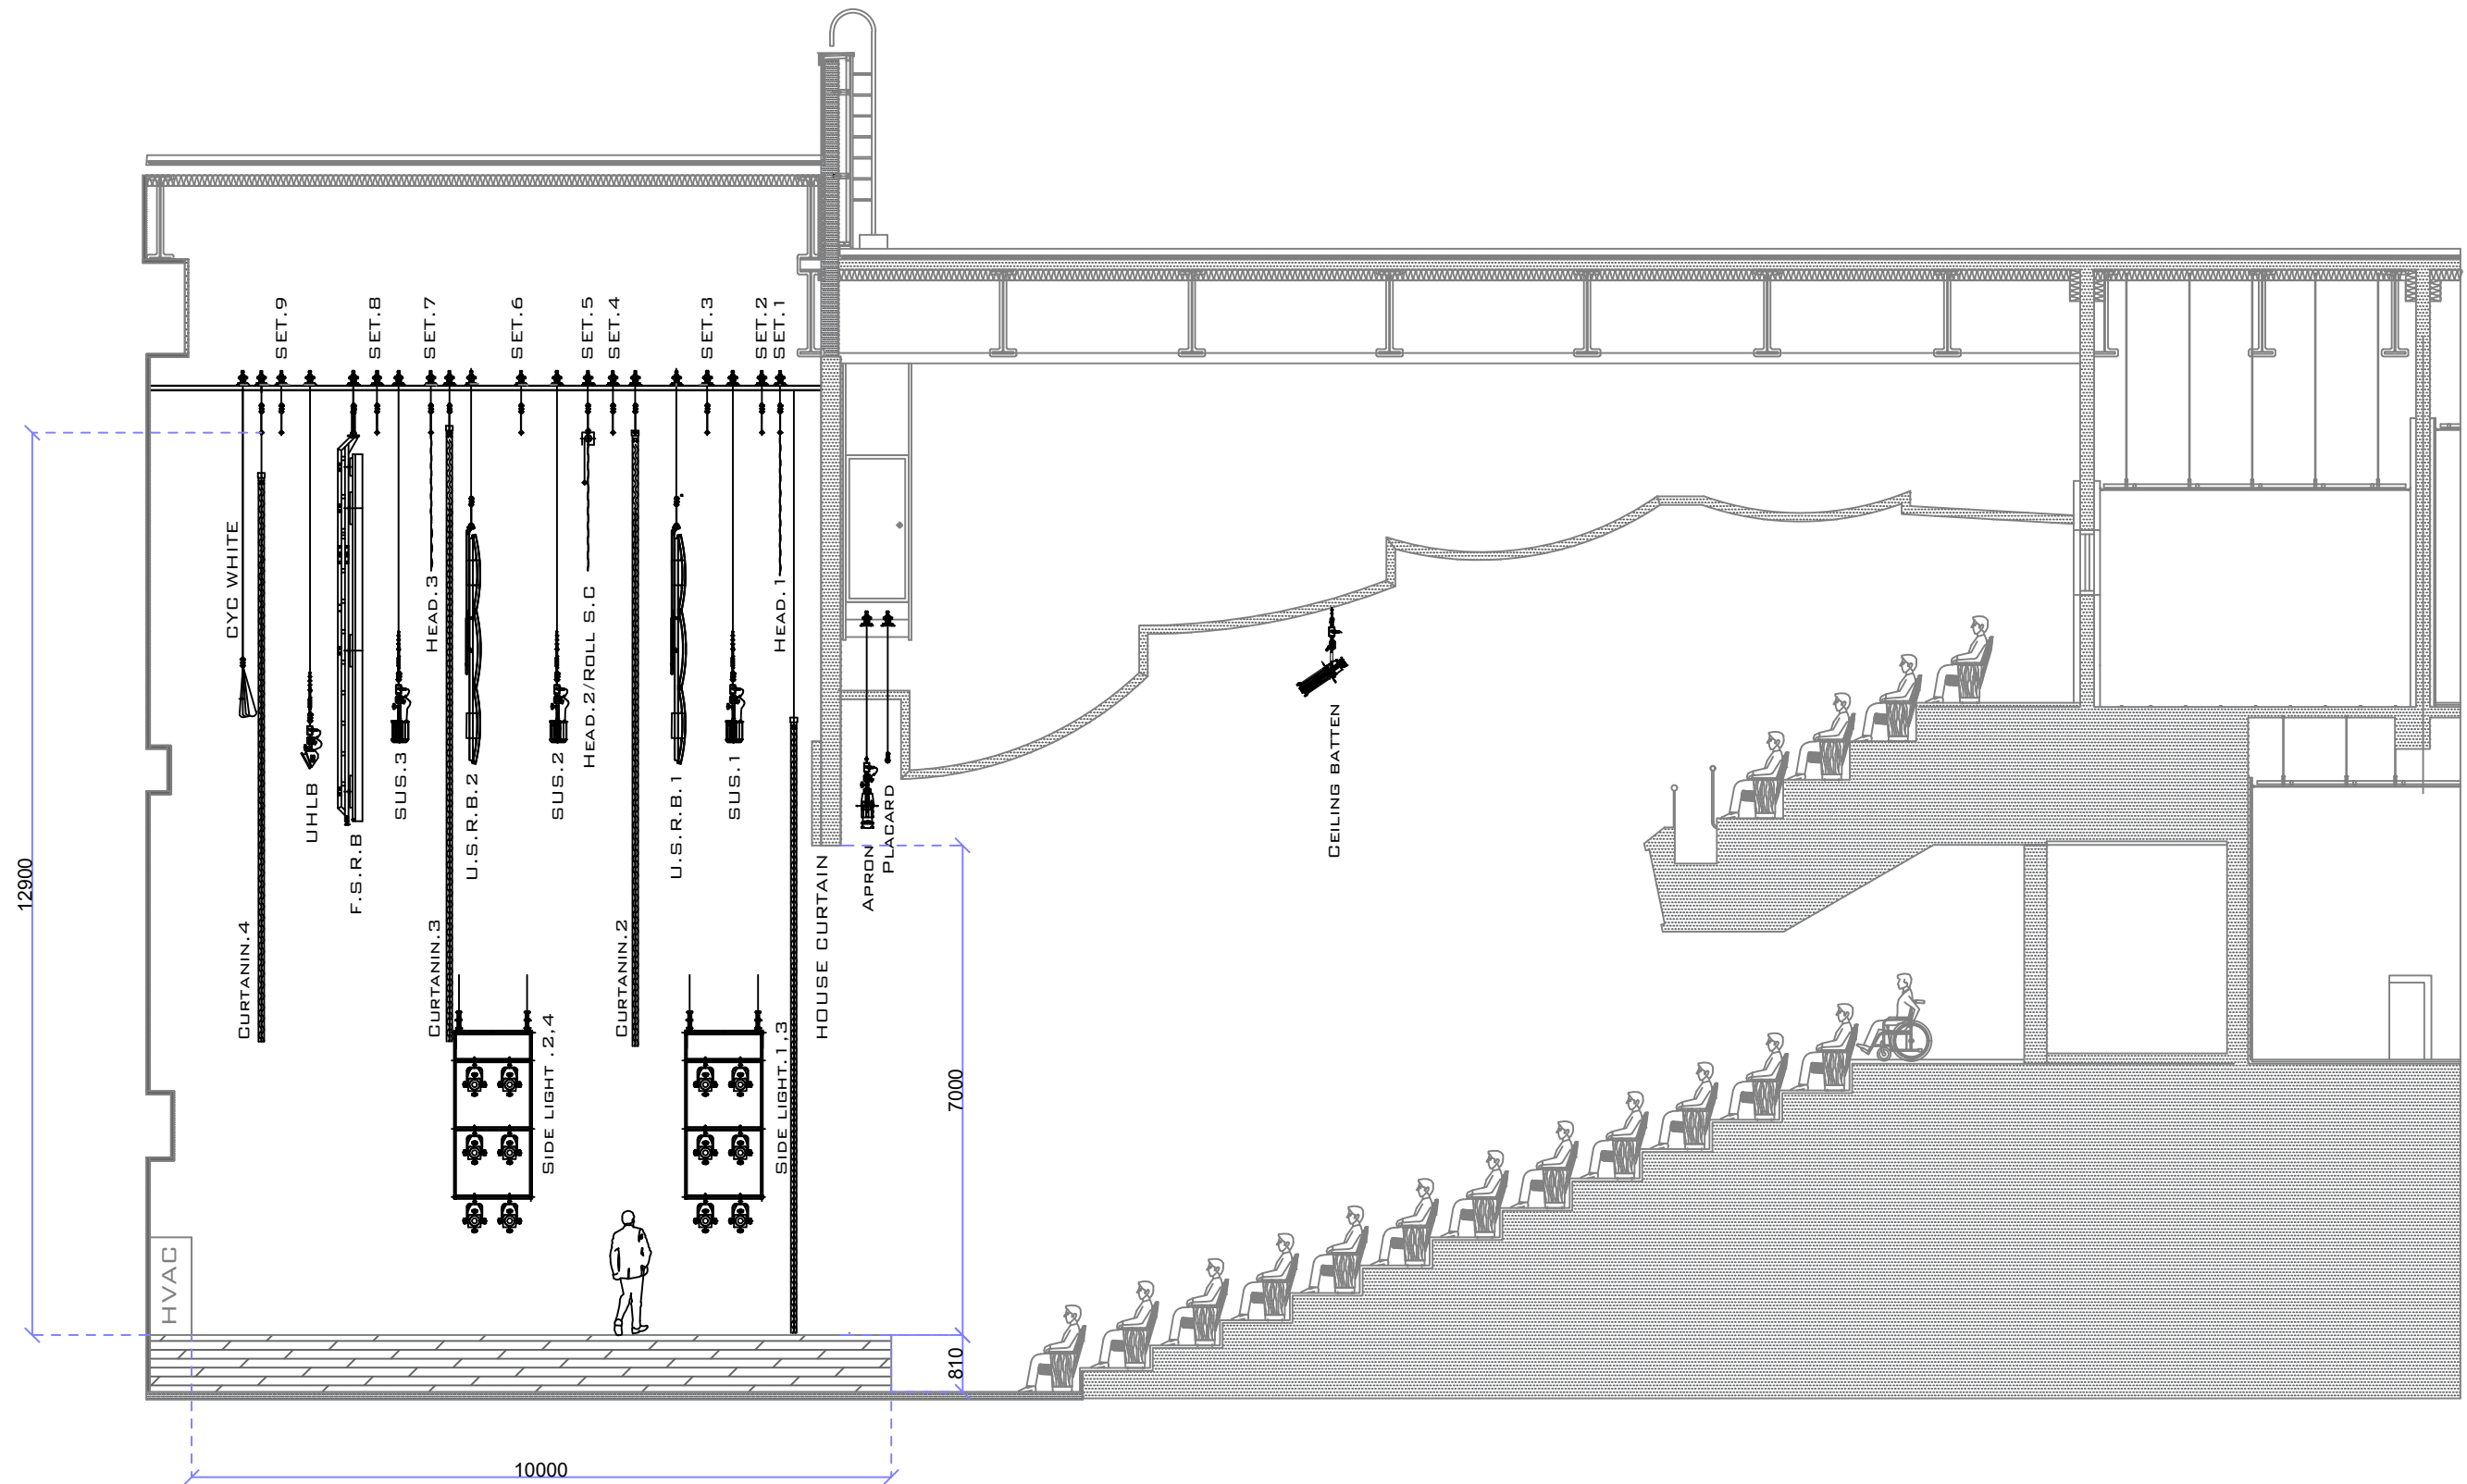 SET.9
SET.8
SET.7
SET.6
SET.5
SET.4
SET.3
SET.2
SET.1
CYC WHITE
UHLB
F.S.R.B
SUS.3
HEAD.3
U.S.R.B.2
SUS.2
HEAD.2/ROLL S.C
U.S.R.B.1
SUS.1
HEAD.1
HOUSE CURTAIN
APRON
PLACARD
CEILING BATTEN
CURTANIN.4
CURTANIN.3
CURTANIN.2
SIDE LIGHT .2,4
SIDE LIGHT.1,3
HVAC
12900
7000
810
10000